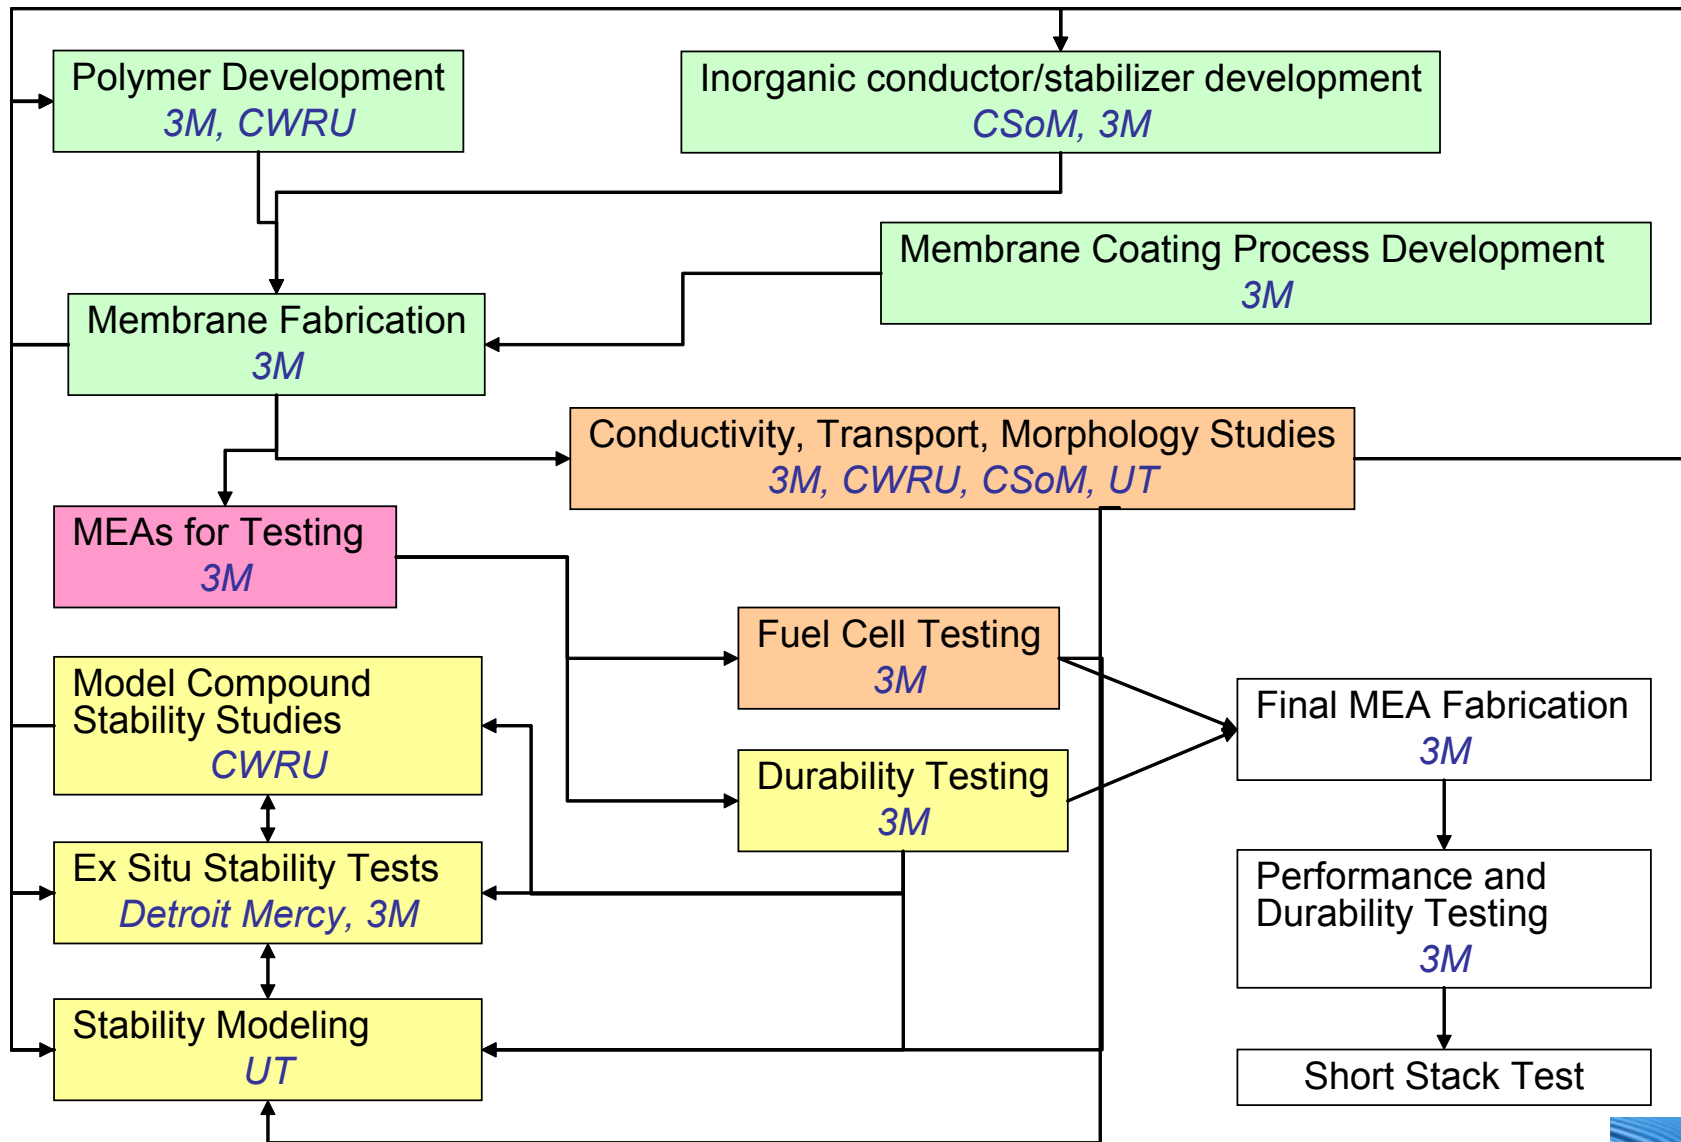 Polymer Development
3M, CWRU
Inorganic conductor/stabilizer development
CSoM, 3M
Membrane Coating Process Development
3M
Membrane Fabrication
3M
Conductivity, Transport, Morphology Studies
3M, CWRU, CSoM, UT
MEAs for Testing
3M
Fuel Cell Testing
3M
Model Compound
Stability Studies
CWRU
Final MEA Fabrication
3M
Durability Testing
3M
Ex Situ Stability Tests
Detroit Mercy, 3M
Performance and
Durability Testing
3M
Stability Modeling
UT
Short Stack Test